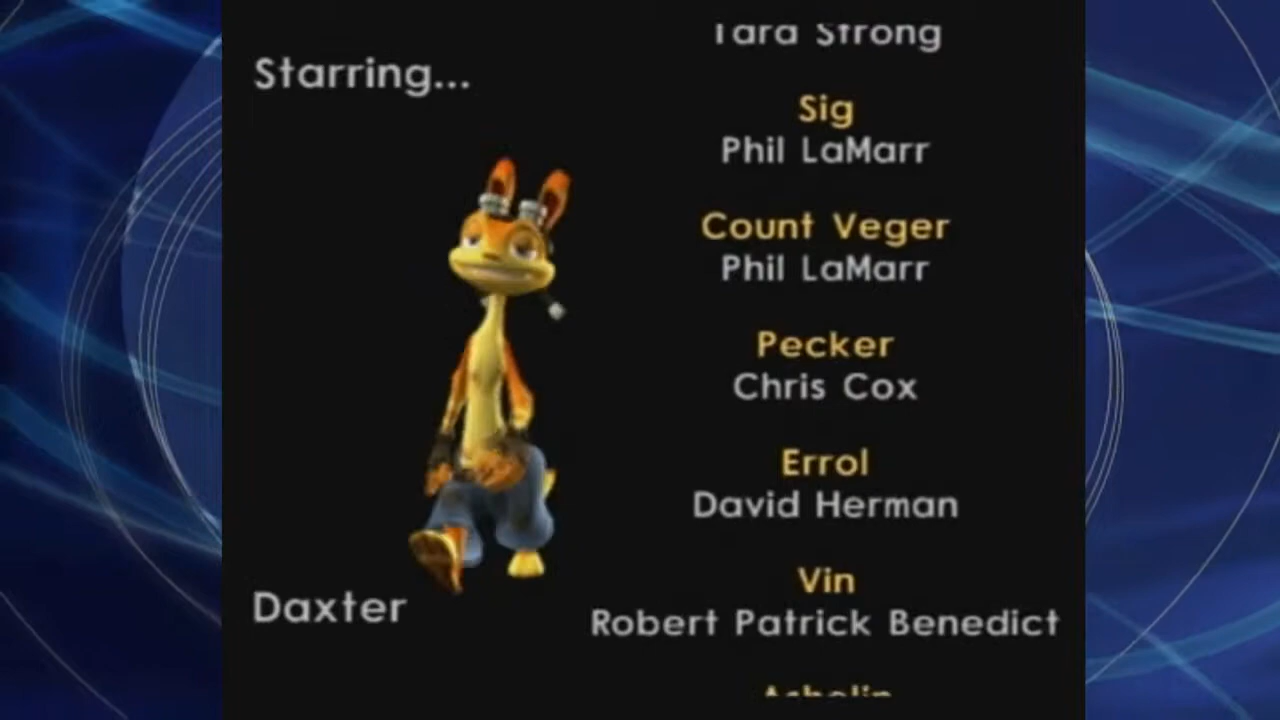 Starring...
Daxter
Tara Strong
Sig
Phil LaMarr
Count Veger
Phil LaMarr
Pecker
Chris Cox
Errol
David Herman
Vin
Robert Patrick Benedict
Ashelin